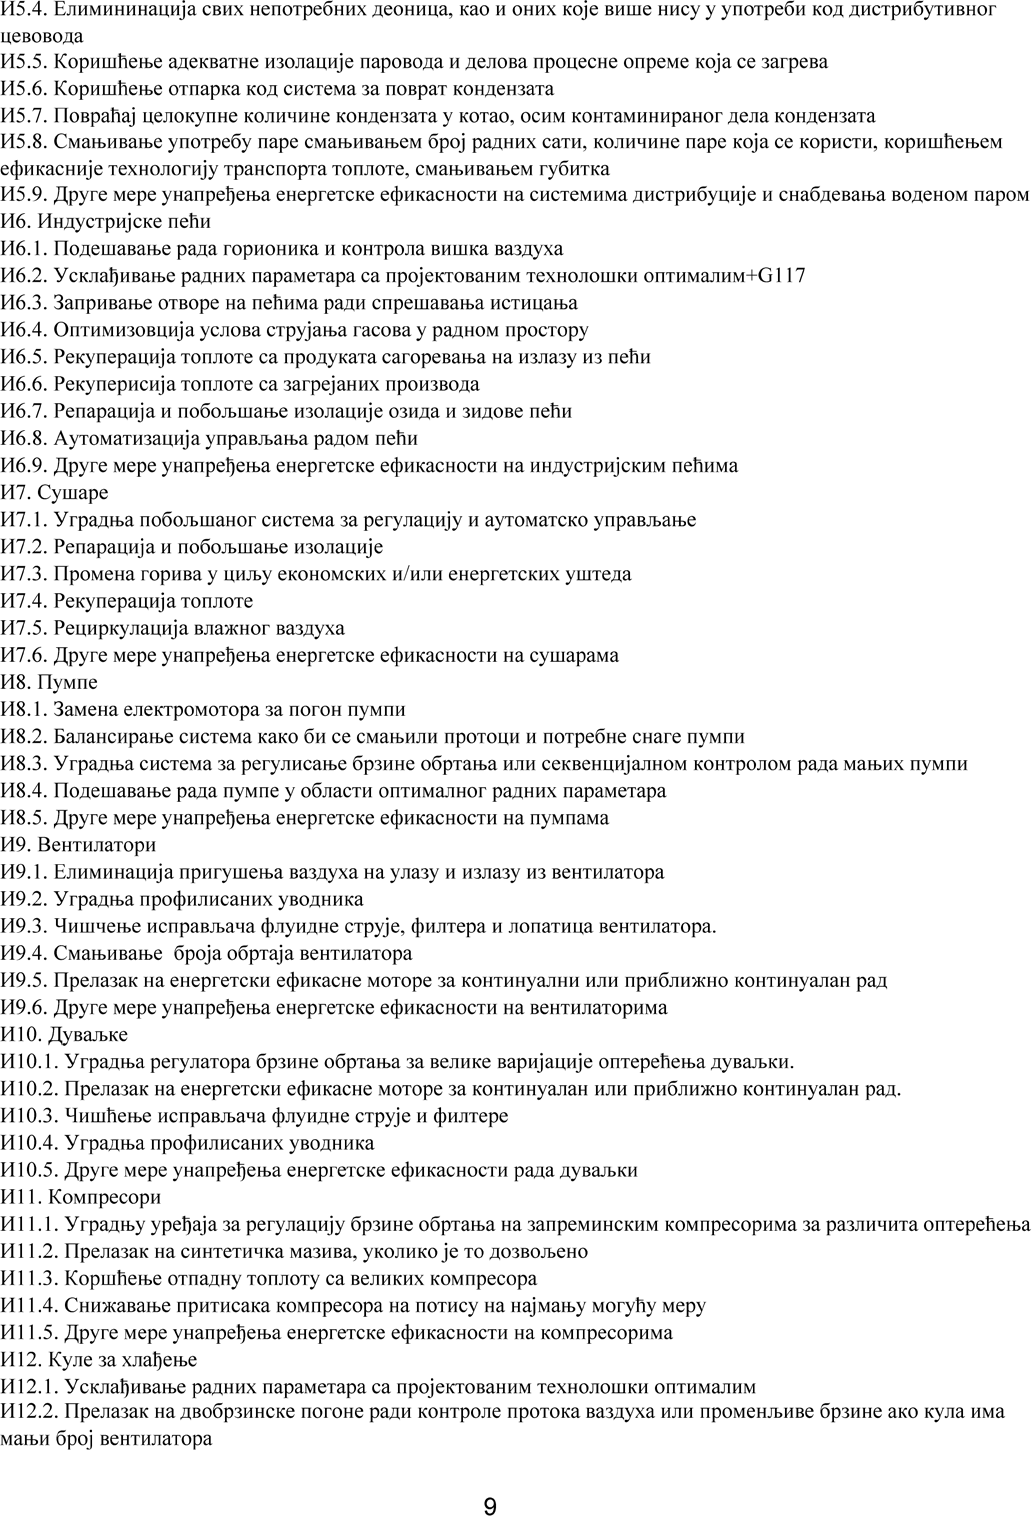 И5.4. Елимининација свих непотребних деоница, као и оних које више нису у употреби код дистрибутивног
цевовода
И5.5. Коришћење адекватне изолације паровода и делова процесне опреме која се загрева
И5.6. Коришћење отпарка код система за поврат кондензата
И5.7. Повраћај целокупне количине кондензата у котао, осим контаминираног дела кондензата
И5.8. Смањивање употребу паре смањивањем број радних сати, количине паре која се користи, коришћењем
ефикасније технологију транспорта топлоте, смањивањем губитка
И5.9. Друге мере унапређења енергетске ефикасности на системима дистрибуције и снабдевања воденом паром
И6. Индустријске пећи
И6.1. Подешавање рада горионика и контрола вишка ваздуха
И6.2. Усклађивање радних параметара са пројектованим технолошки оптималим+G117
И6.3. Запривање отворе на пећима ради спрешавања истицања
И6.4. Оптимизовција услова струјања гасова у радном простору
И6.5. Рекуперација топлоте са продуката сагоревања на излазу из пећи
И6.6. Рекуперисија топлоте са загрејаних производа
И6.7. Репарација и побољшање изолације озида и зидове пећи
И6.8. Аутоматизација управљања радом пећи
И6.9. Друге мере унапређења енергетске ефикасности на индустријским пећима
И7. Сушаре
И7.1. Уградња побољшаног система за регулацију и аутоматско управљање
И7.2. Репарација и побољшање изолације
И7.3. Промена горива у циљу економских и/или енергетских уштеда
И7.4. Рекуперација топлоте
И7.5. Рециркулација влажног ваздуха
И7.6. Друге мере унапређења енергетске ефикасности на сушарама
И8. Пумпе
И8.1. Замена електромотора за погон пумпи
И8.2. Балансирање система како би се смањили протоци и потребне снаге пумпи
И8.3. Уградња система за регулисање брзине обртања или секвенцијалном контролом рада мањих пумпи
И8.4. Подешавање рада пумпе у области оптималног радних параметара
И8.5. Друге мере унапређења енергетске ефикасности на пумпама
И9. Вентилатори
И9.1. Елиминација пригушења ваздуха на улазу и излазу из вентилатора
И9.2. Уградња профилисаних уводника
И9.3. Чишчење исправљача флуидне струје, филтера и лопатица вентилатора.
И9.4. Смањивање  броја обртаја вентилатора
И9.5. Прелазак на енергетски ефикасне моторе за континуални или приближно континуалан рад
И9.6. Друге мере унапређења енергетске ефикасности на вентилаторима
И10. Дуваљке
И10.1. Уградња регулатора брзине обртања за велике варијације оптерећења дуваљки.
И10.2. Прелазак на енергетски ефикасне моторе за континуалан или приближно континуалан рад.
И10.3. Чишћење исправљача флуидне струје и филтере
И10.4. Уградња профилисаних уводника
И10.5. Друге мере унапређења енергетске ефикасности рада дуваљки
И11. Компресори
И11.1. Уградњу уређаја за регулацију брзине обртања на запреминским компресорима за различита оптерећења
И11.2. Прелазак на синтетичка мазива, уколико је то дозвољено
И11.3. Коршћење отпадну топлоту са великих компресора
И11.4. Снижавање притисака компресора на потису на најмању могућу меру
И11.5. Друге мере унапређења енергетске ефикасности на компресорима
И12. Куле за хлађење
И12.1. Усклађивање радних параметара са пројектованим технолошки оптималим
И12.2. Прелазак на двобрзинске погоне ради контроле протока ваздуха или променљиве брзине ако кула има
мањи број вентилатора
9